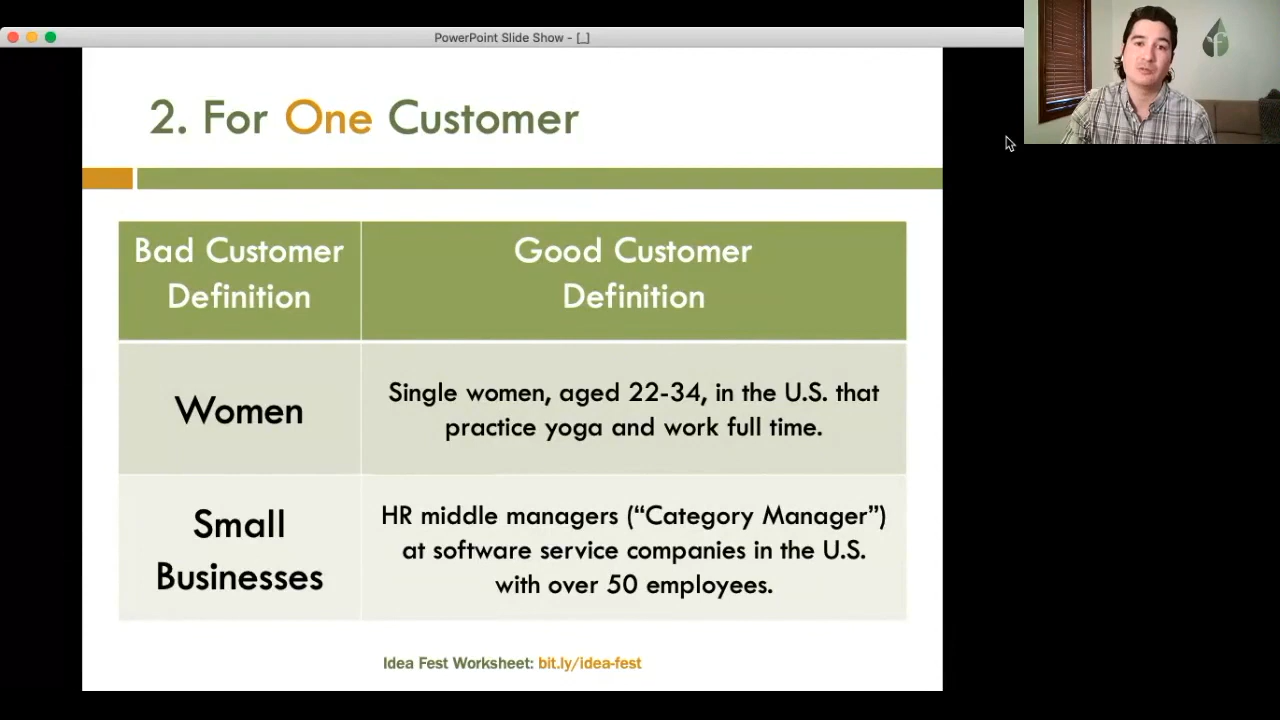 PowerPoint Slide Show - [_]
2. For One Customer
Bad Customer
Definition
Good Customer
Definition
Women
Single women, aged 22-34, in the U.S. that
practice yoga and work full time.
Small
Businesses
HR middle managers (“Category Manager”)
at software service companies in the U.S.
with over 50 employees.
Idea Fest Worksheet: bit.ly/idea-fest
f